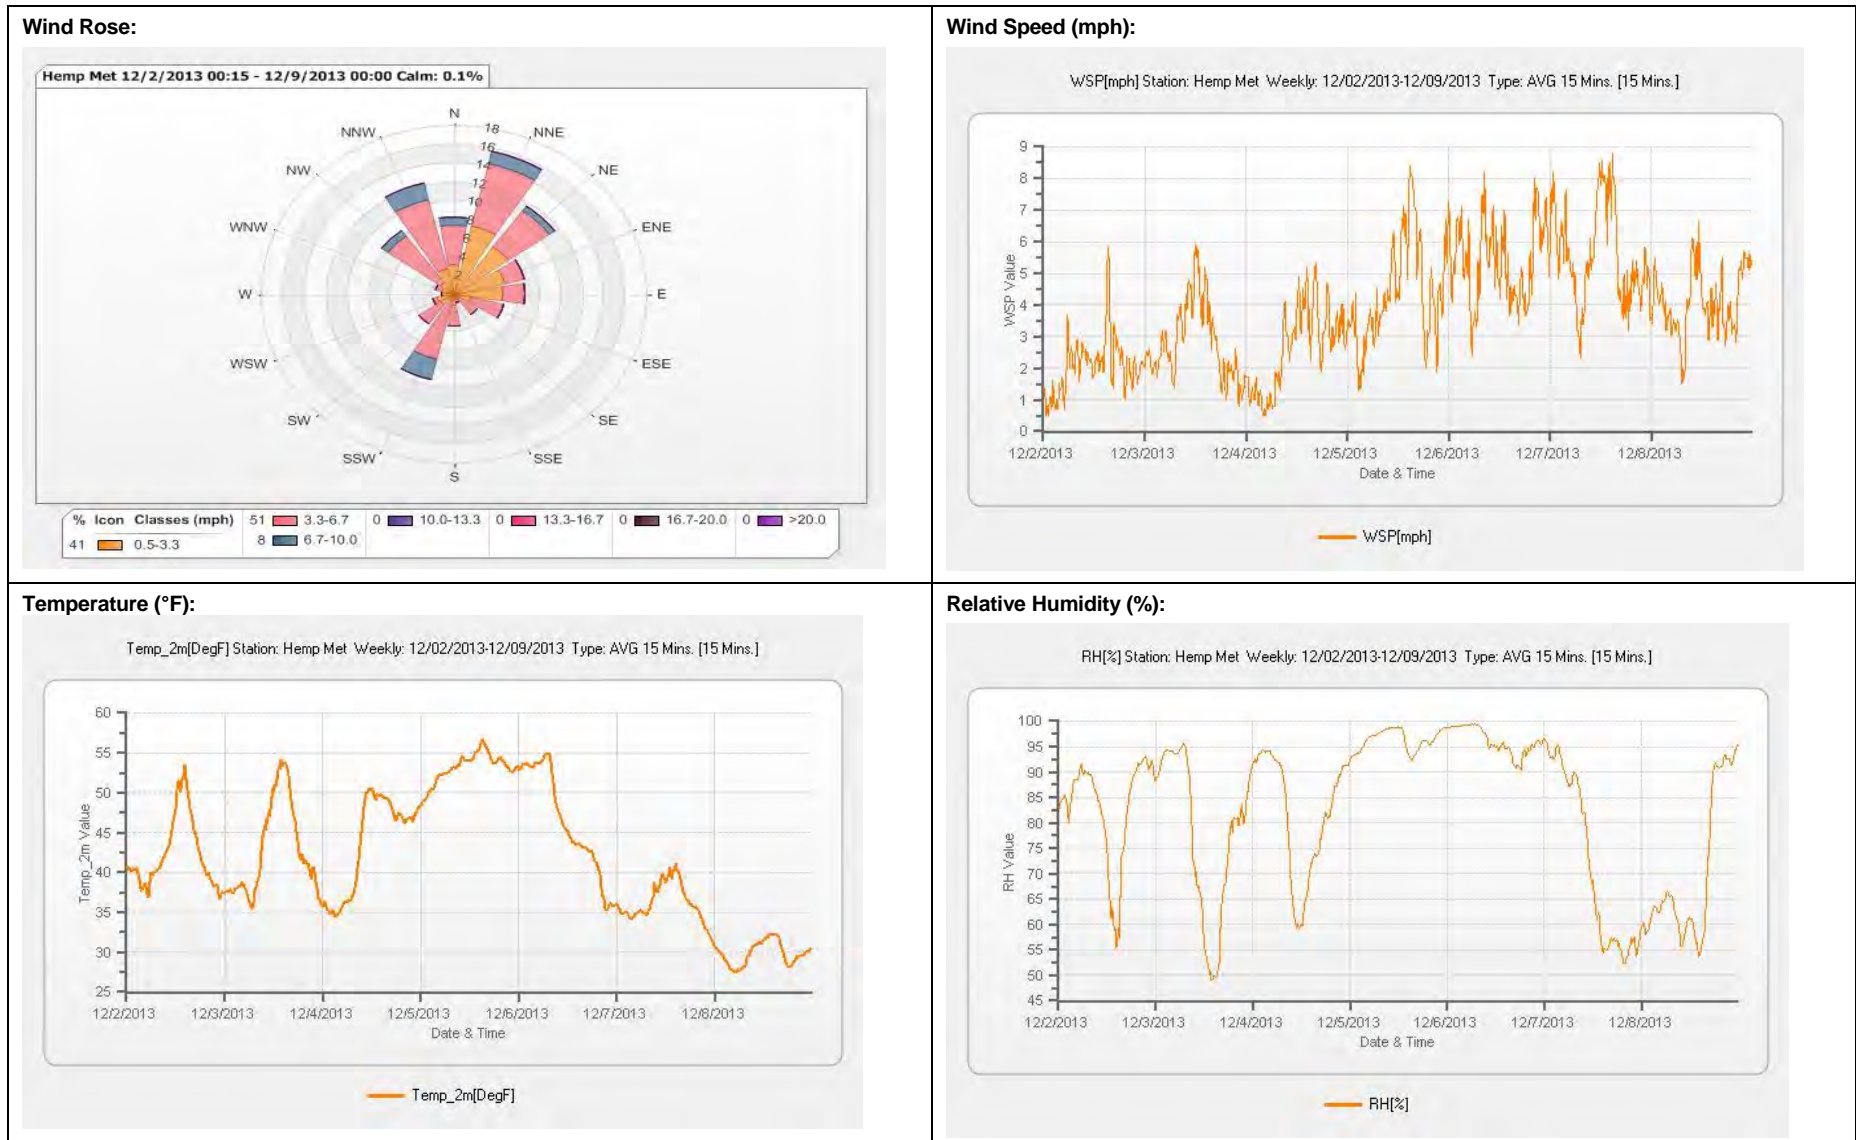 Wind Rose:
Hemp Met 12/2/2013 00:15 - 12/9/2013 00:00 Calm: 0.1%
N
NNE
NE
ENE
E
ESE
SE
SSE
S
SSW
SW
WSW
W
WNW
NW
NNW
18
16
14
12
10
8
6
4
2
% Icon Classes (mph)
41 0.5-3.3
51 3.3-6.7
8 6.7-10.0
0 10.0-13.3
0 13.3-16.7
0 16.7-20.0
0 >20.0
Wind Speed (mph):
WSP[mph] Station: Hemp Met Weekly: 12/02/2013-12/09/2013 Type: AVG 15 Mins. [15 Mins.]
WSP Value
9
8
7
6
5
4
3
2
1
0
12/2/2013 12/3/2013 12/4/2013 12/5/2013 12/6/2013 12/7/2013 12/8/2013
Date & Time
WSP[mph]
Temperature (°F):
Temp_2m[DegF] Station: Hemp Met Weekly: 12/02/2013-12/09/2013 Type: AVG 15 Mins. [15 Mins.]
Temp_2m Value
60
55
50
45
40
35
30
25
12/2/2013 12/3/2013 12/4/2013 12/5/2013 12/6/2013 12/7/2013 12/8/2013
Date & Time
Temp_2m[DegF]
Relative Humidity (%):
RH[%] Station: Hemp Met Weekly: 12/02/2013-12/09/2013 Type: AVG 15 Mins. [15 Mins.]
RH Value
100
95
90
85
80
75
70
65
60
55
50
45
12/2/2013 12/3/2013 12/4/2013 12/5/2013 12/6/2013 12/7/2013 12/8/2013
Date & Time
RH[%]